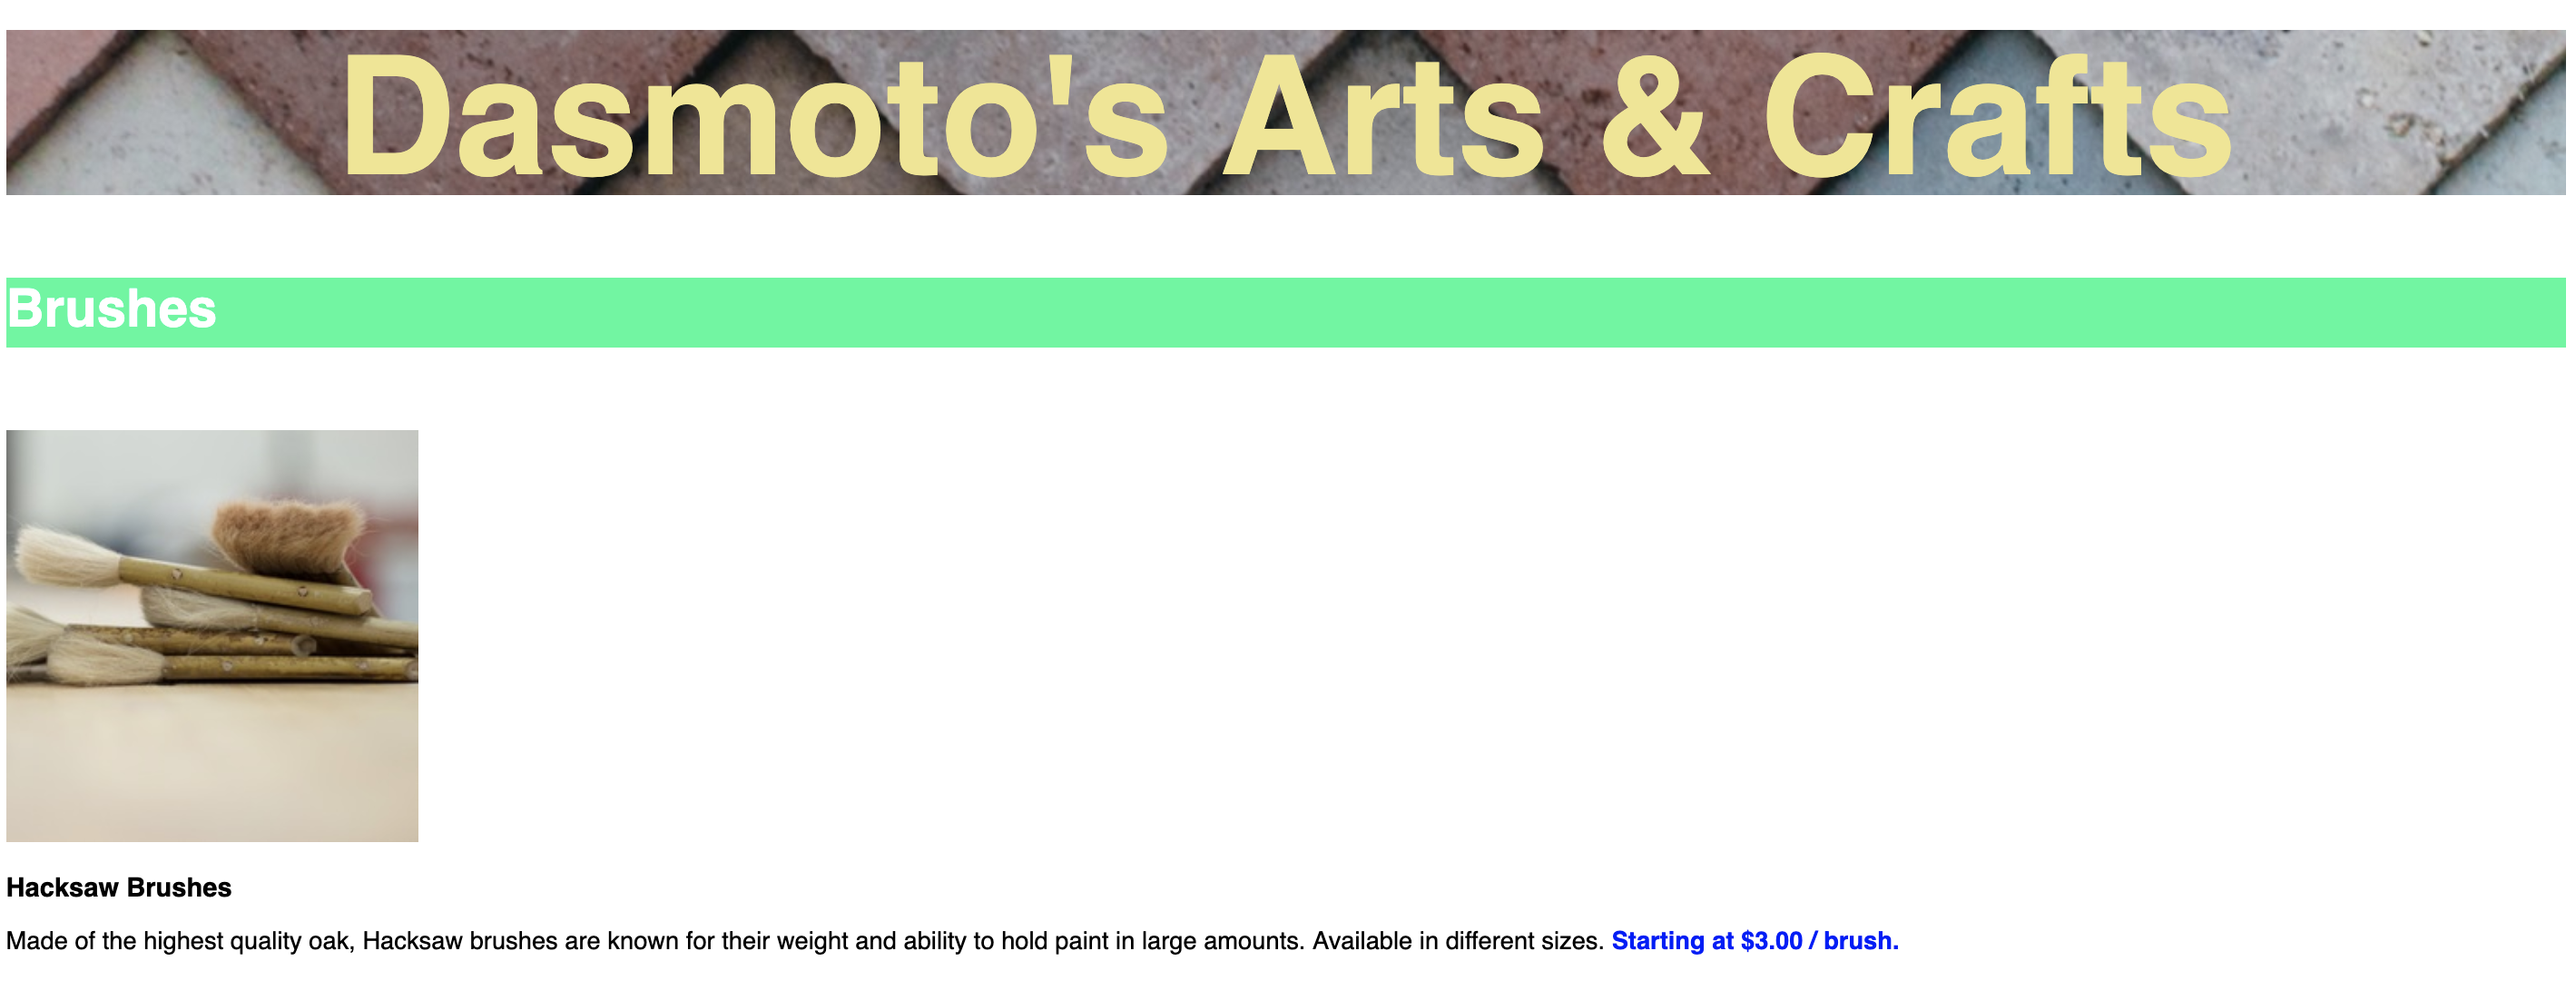 Dasmoto's Arts & Crafts
Brushes
Hacksaw Brushes
Made of the highest quality oak, Hacksaw brushes are known for their weight and ability to hold paint in large amounts. Available in different sizes. Starting at $3.00 / brush.